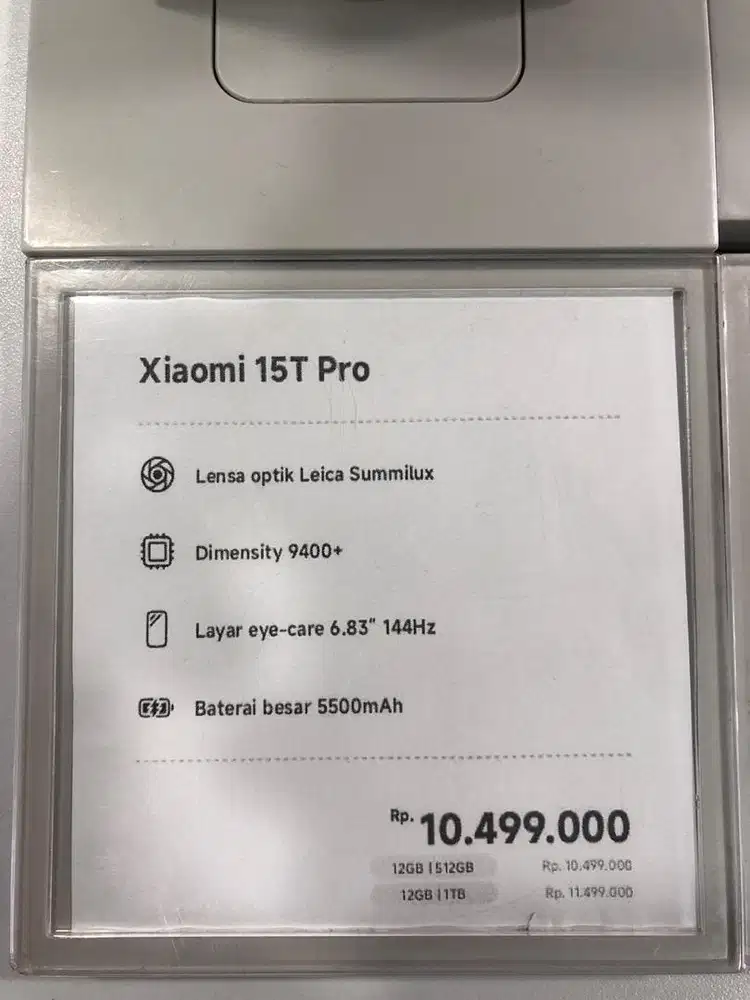 Xiaomi 15T Pro
Lensa optik Leica Summilux
Dimensity 9400+
Layar eye-care 6.83" 144Hz
Baterai besar 5500mAh
Rp. 10.499.000
12GB | 512GB Rp. 10.499.000
12GB | 1TB Rp. 11.499.000